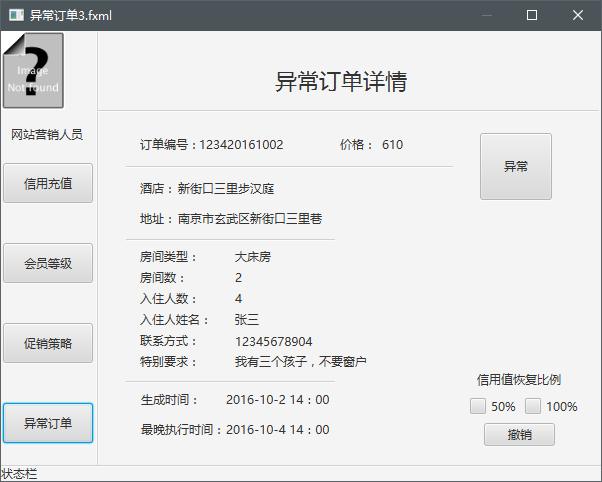 异常订单3.fxml
Image
Not found
网站营销人员
信用充值
会员等级
促销策略
异常订单
异常订单详情
订单编号：123420161002 价格： 610
异常
酒店：新街口三里步汉庭
地址：南京市玄武区新街口三里巷
房间类型： 大床房
房间数： 2
入住人数： 4
入住人姓名： 张三
联系方式： 12345678904
特别要求： 我有三个孩子，不要窗户
生成时间： 2016-10-2 14：00
最晚执行时间：2016-10-4 14：00
信用值恢复比例
50% 100%
撤销
状态栏